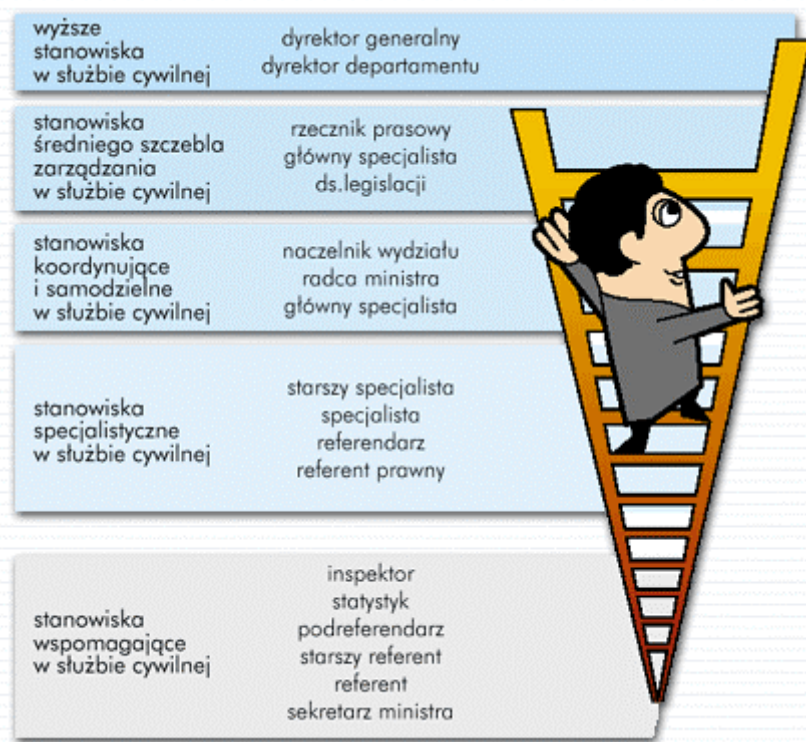 wyższe
stanowiska
w służbie cywilnej
dyrektor generalny
dyrektor departamentu
stanowiska
średniego szczebla
zarządzania
w służbie cywilnej
rzecznik prasowy
główny specjalista
ds.legislacji
stanowiska
koordynujące
i samodzielne
w służbie cywilnej
naczelnik wydziału
radca ministra
główny specjalista
stanowiska
specjalistyczne
w służbie cywilnej
starszy specjalista
specjalista
referendarz
referent prawny
stanowiska
wspomagające
w służbie cywilnej
inspektor
statystyk
podreferendarz
starszy referent
referent
sekretarz ministra